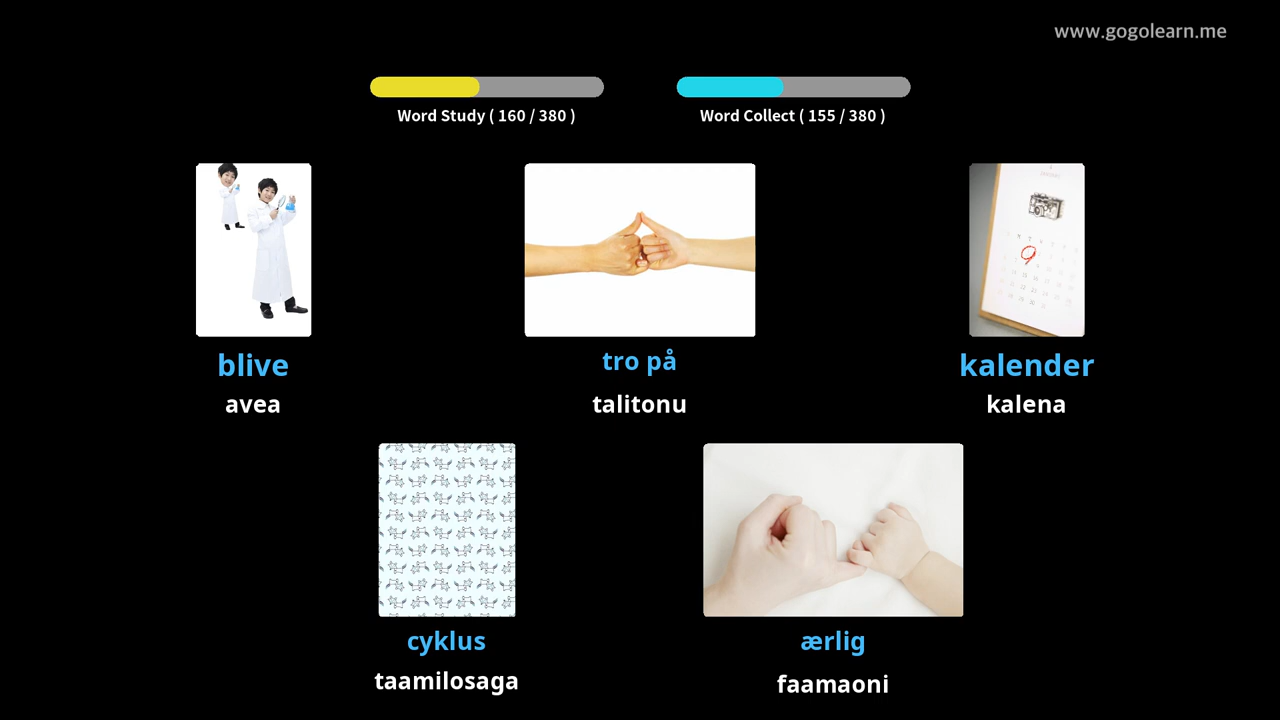 www.gogolearn.me
Word Study ( 160 / 380 )
Word Collect ( 155 / 380 )
blive
avea
tro på
talitonu
kalender
kalena
cyklus
taamilosaga
ærlig
faamaoni